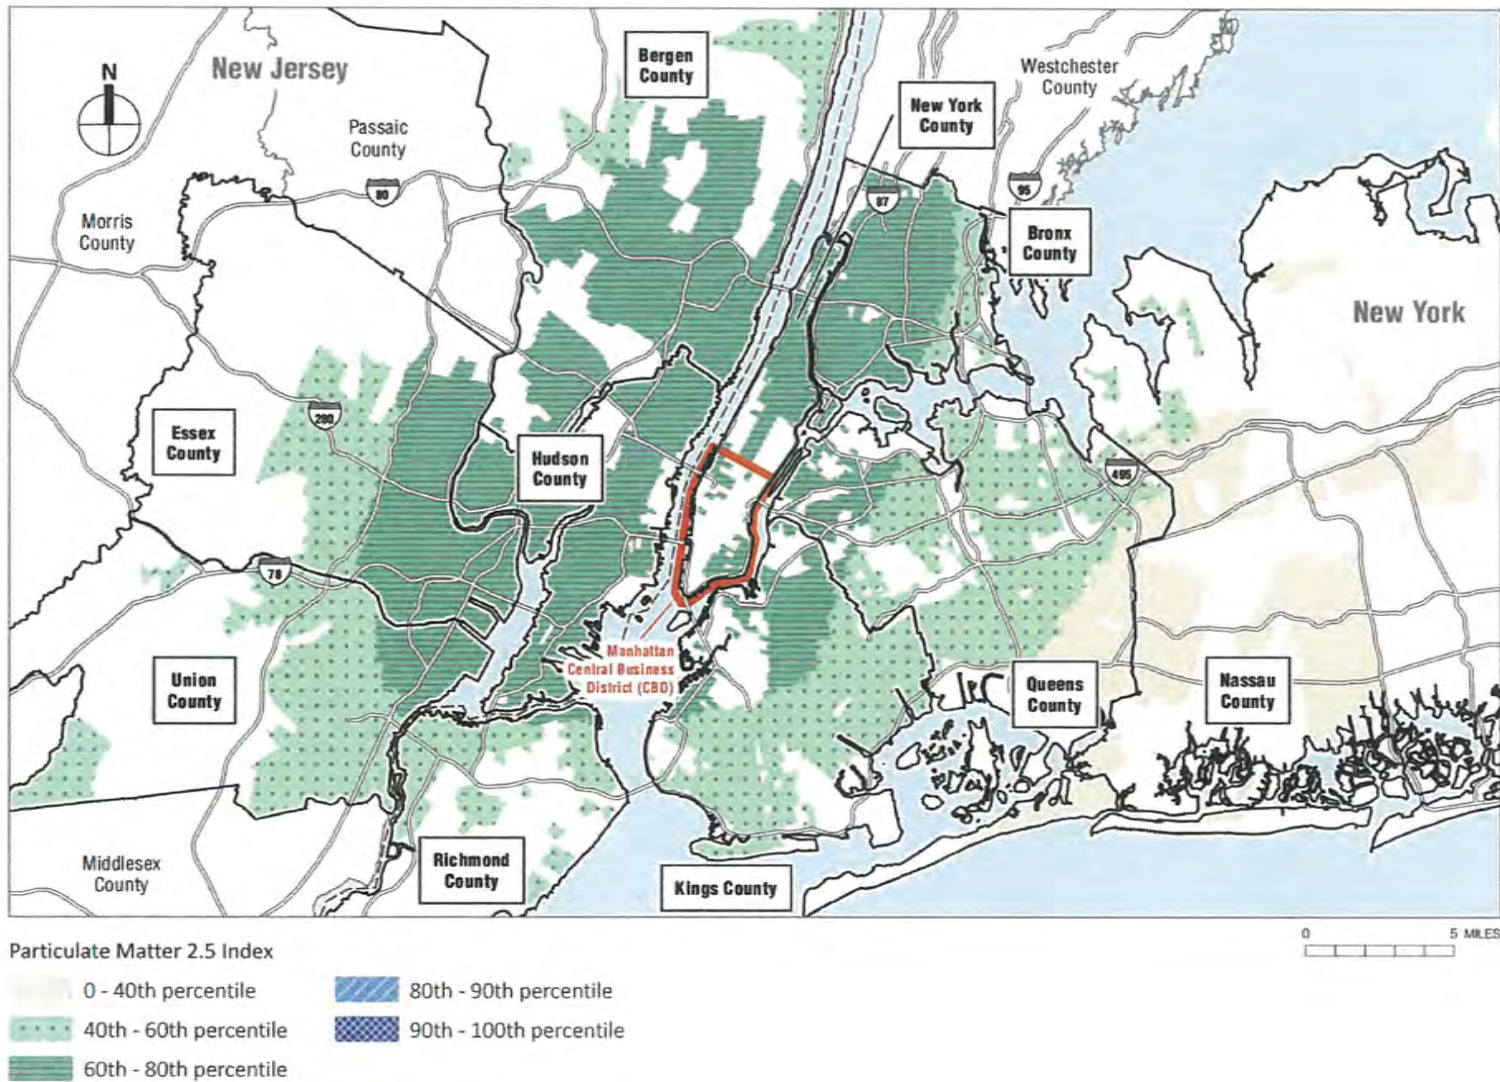 New Jersey
N
Bergen
County
New York
County
Westchester
County
Passaic
County
80
87
95
Morris
County
Bronx
County
New York
280
Essex
County
Hudson
County
495
78
Manhattan
Central Business
District (CBD)
Union
County
Queens
County
Nassau
County
Middlesex
County
Richmond
County
Kings County
0 5 MILES
Particulate Matter 2.5 Index
0 - 40th percentile
40th - 60th percentile
60th - 80th percentile
80th - 90th percentile
90th - 100th percentile